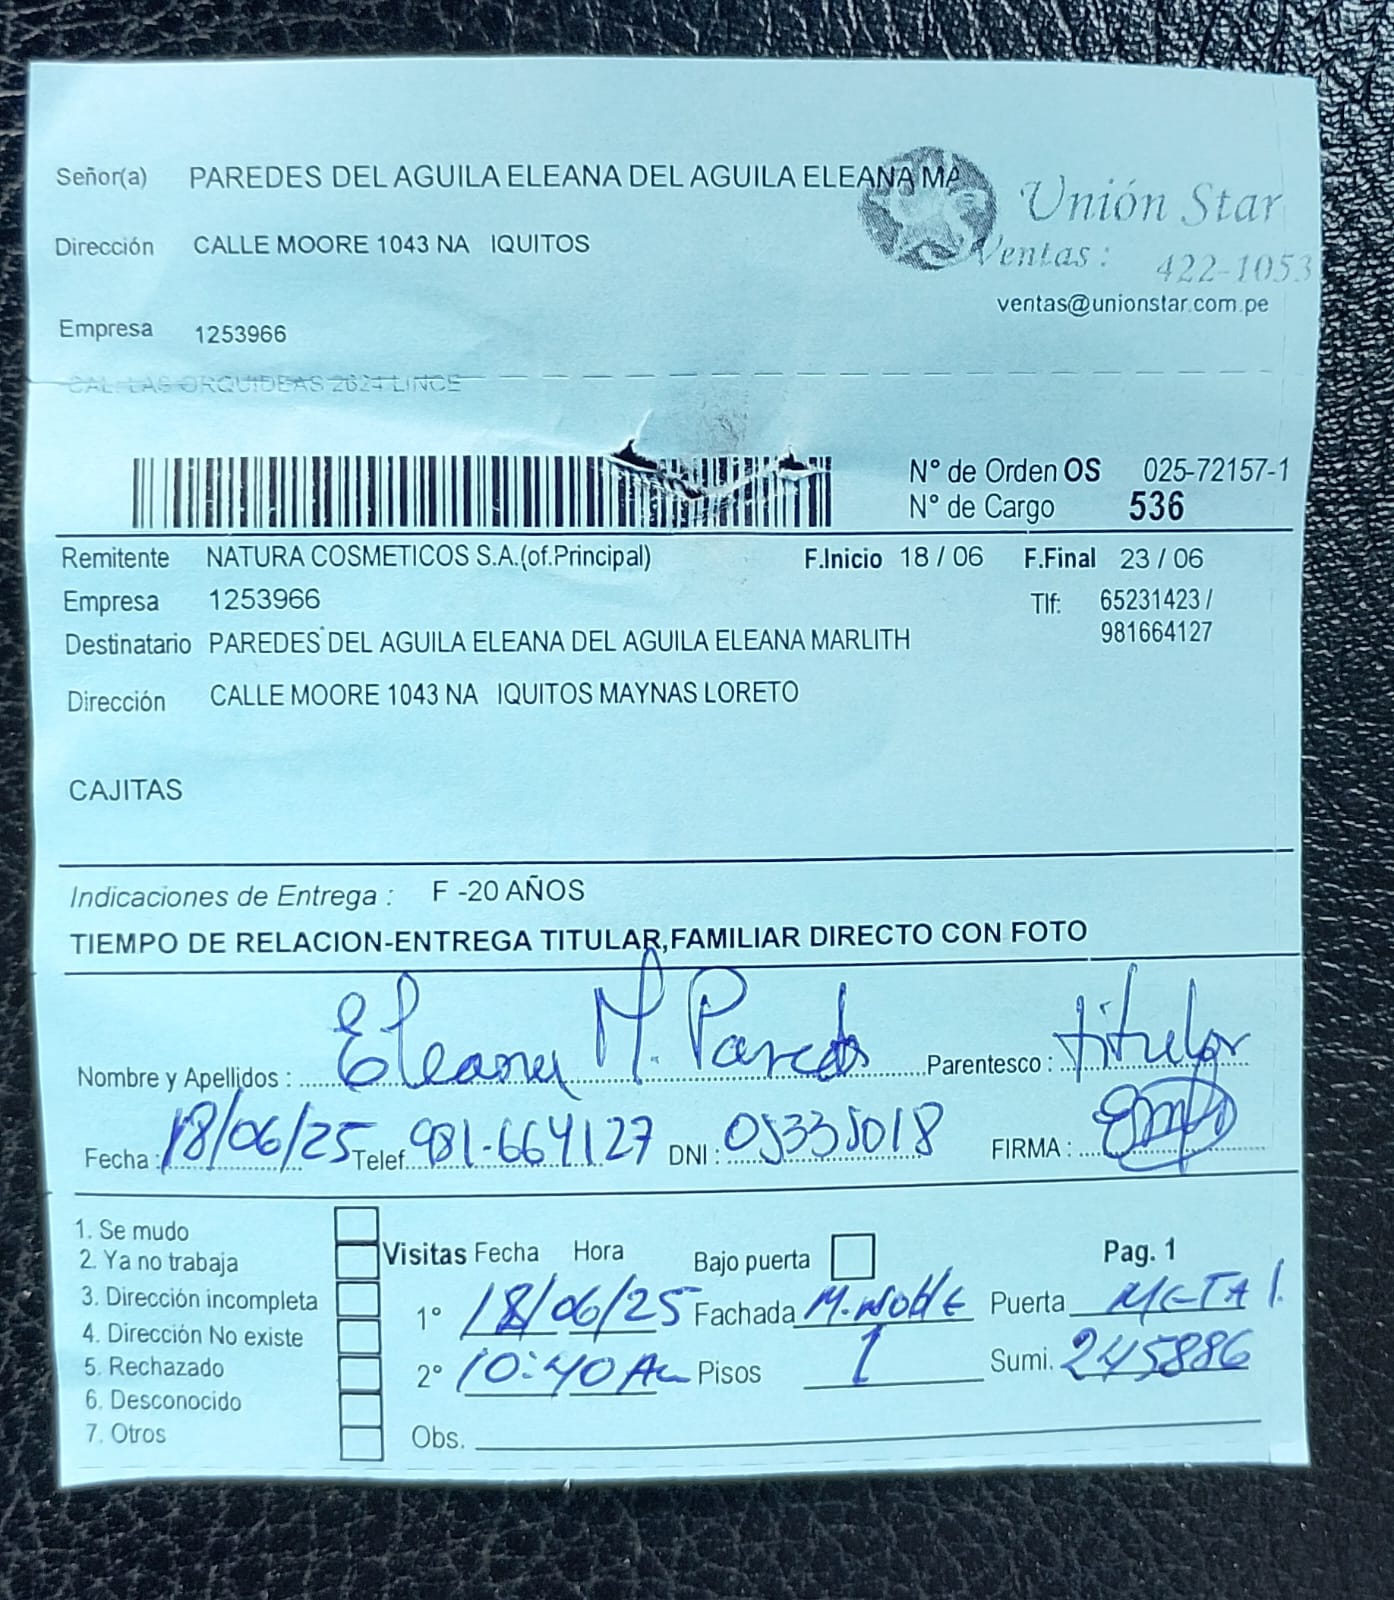 Señor(a) PAREDES DEL AGUILA ELEANA DEL AGUILA ELEANA MA
Unión Star
Dirección CALLE MOORE 1043 NA IQUITOS
Ventas: 422-1053
ventas@unionstar.com.pe
Empresa 1253966
CAL. LAS ORQUIDEAS 2624 LINCE
N° de Orden OS 025-72157-1
N° de Cargo 536
Remitente NATURA COSMETICOS S.A.(of.Principal) F.Inicio 18 / 06 F.Final 23 / 06
Empresa 1253966 Tlf: 65231423 /
981664127
Destinatario PAREDES DEL AGUILA ELEANA DEL AGUILA ELEANA MARLITH
Dirección CALLE MOORE 1043 NA IQUITOS MAYNAS LORETO
CAJITAS
Indicaciones de Entrega : F -20 AÑOS
TIEMPO DE RELACION-ENTREGA TITULAR,FAMILIAR DIRECTO CON FOTO
Nombre y Apellidos : Eleana M. Paredes Parentesco : titular
Fecha : 18/06/25 Telef. 981-664127 DNI : 05335018 FIRMA :
1. Se mudo
2. Ya no trabaja
3. Dirección incompleta
4. Dirección No existe
5. Rechazado
6. Desconocido
7. Otros
Visitas Fecha Hora Bajo puerta Pag. 1
1° 18/06/25 Fachada M. noble Puerta METAL
2° 10:40 Am Pisos 1 Sumi. 245886
Obs.